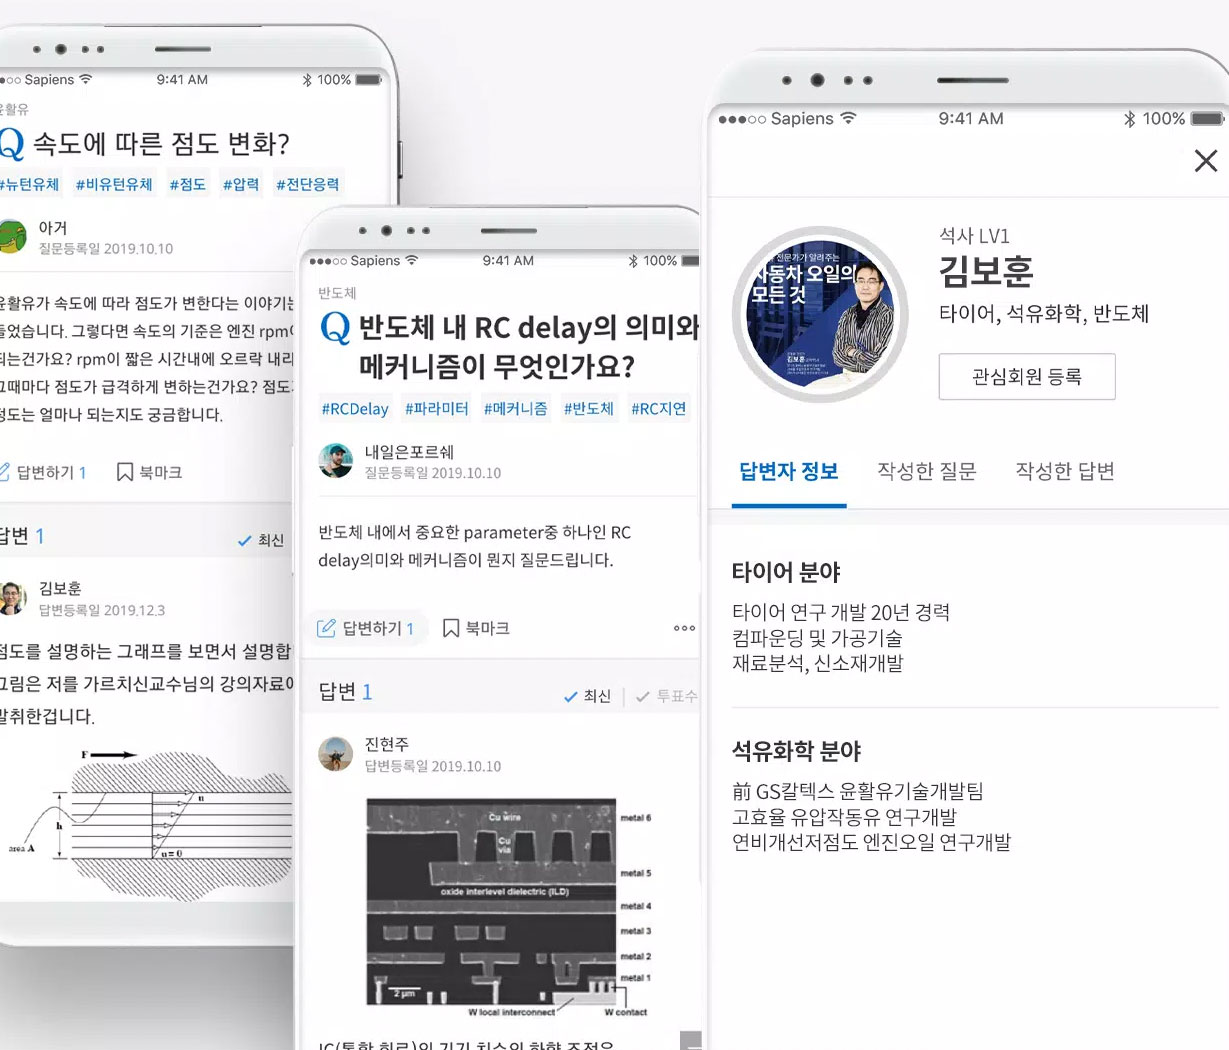 Sapiens
9:41 AM
100%
윤활유
Q 속도에 따른 점도 변화?
#뉴턴유체 #비유턴유체 #점도 #압력 #전단응력
아거
질문등록일 2019.10.10
윤활유가 속도에 따라 점도가 변한다는 이야기는
들었습니다. 그렇다면 속도의 기준은 엔진 rpm이
되는건가요? rpm이 짧은 시간내에 오르락 내리
그때마다 점도가 급격하게 변하는건가요? 점도
정도는 얼마나 되는지도 궁금합니다.
답변하기 1
북마크
답변 1
최신
김보훈
답변등록일 2019.12.3
점도를 설명하는 그래프를 보면서 설명합
그림은 저를 가르치신교수님의 강의자료에
발취한겁니다.
F
u
h
area A
u = 0
Sapiens
9:41 AM
100%
반도체
Q 반도체 내 RC delay의 의미와
메커니즘이 무엇인가요?
#RCDelay #파라미터 #메커니즘 #반도체 #RC지연
내일은포르쉐
질문등록일 2019.10.10
반도체 내에서 중요한 parameter중 하나인 RC
delay의미와 메커니즘이 뭔지 질문드립니다.
답변하기 1
북마크
답변 1
최신
투표수
진현주
답변등록일 2019.10.10
Cu wire
metal 6
Cu
via
metal 5
oxide interlevel dielectric (ILD)
metal 4
metal 3
metal 2
metal 1
2 μm
W local interconnect
W contact
IC(통합 회로)의 기기 치수의 하향 조정은
Sapiens
9:41 AM
100%
전문가가 알려주는
자동차 오일의
모든 것
김보훈
석사 LV1
김보훈
타이어, 석유화학, 반도체
관심회원 등록
답변자 정보
작성한 질문
작성한 답변
타이어 분야
타이어 연구 개발 20년 경력
컴파운딩 및 가공기술
재료분석, 신소재개발
석유화학 분야
前 GS칼텍스 윤활유기술개발팀
고효율 유압작동유 연구개발
연비개선저점도 엔진오일 연구개발